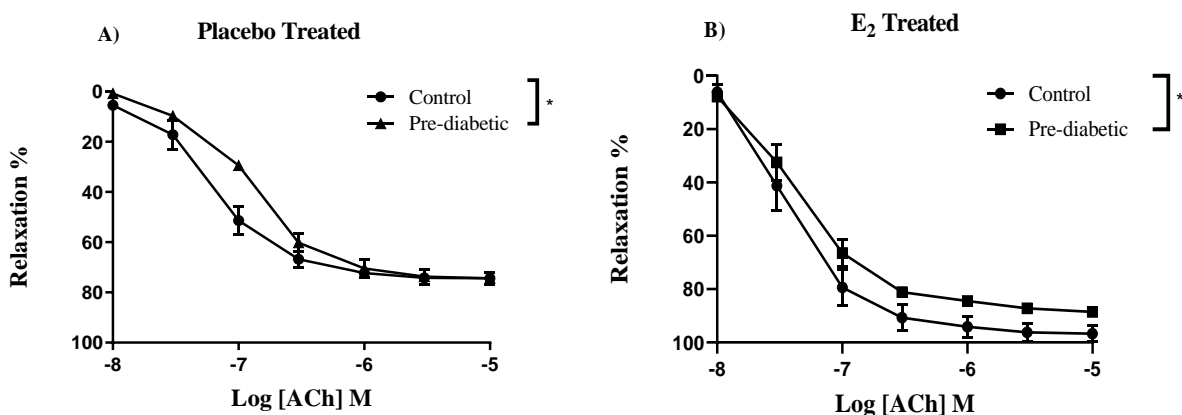 A) Placebo Treated
Control
Pre-diabetic
*
0
20
40
60
80
100
Relaxation %
-8 -7 -6 -5
Log [ACh] M
B) E₂ Treated
Control
Pre-diabetic
*
0
20
40
60
80
100
Relaxation %
-8 -7 -6 -5
Log [ACh] M